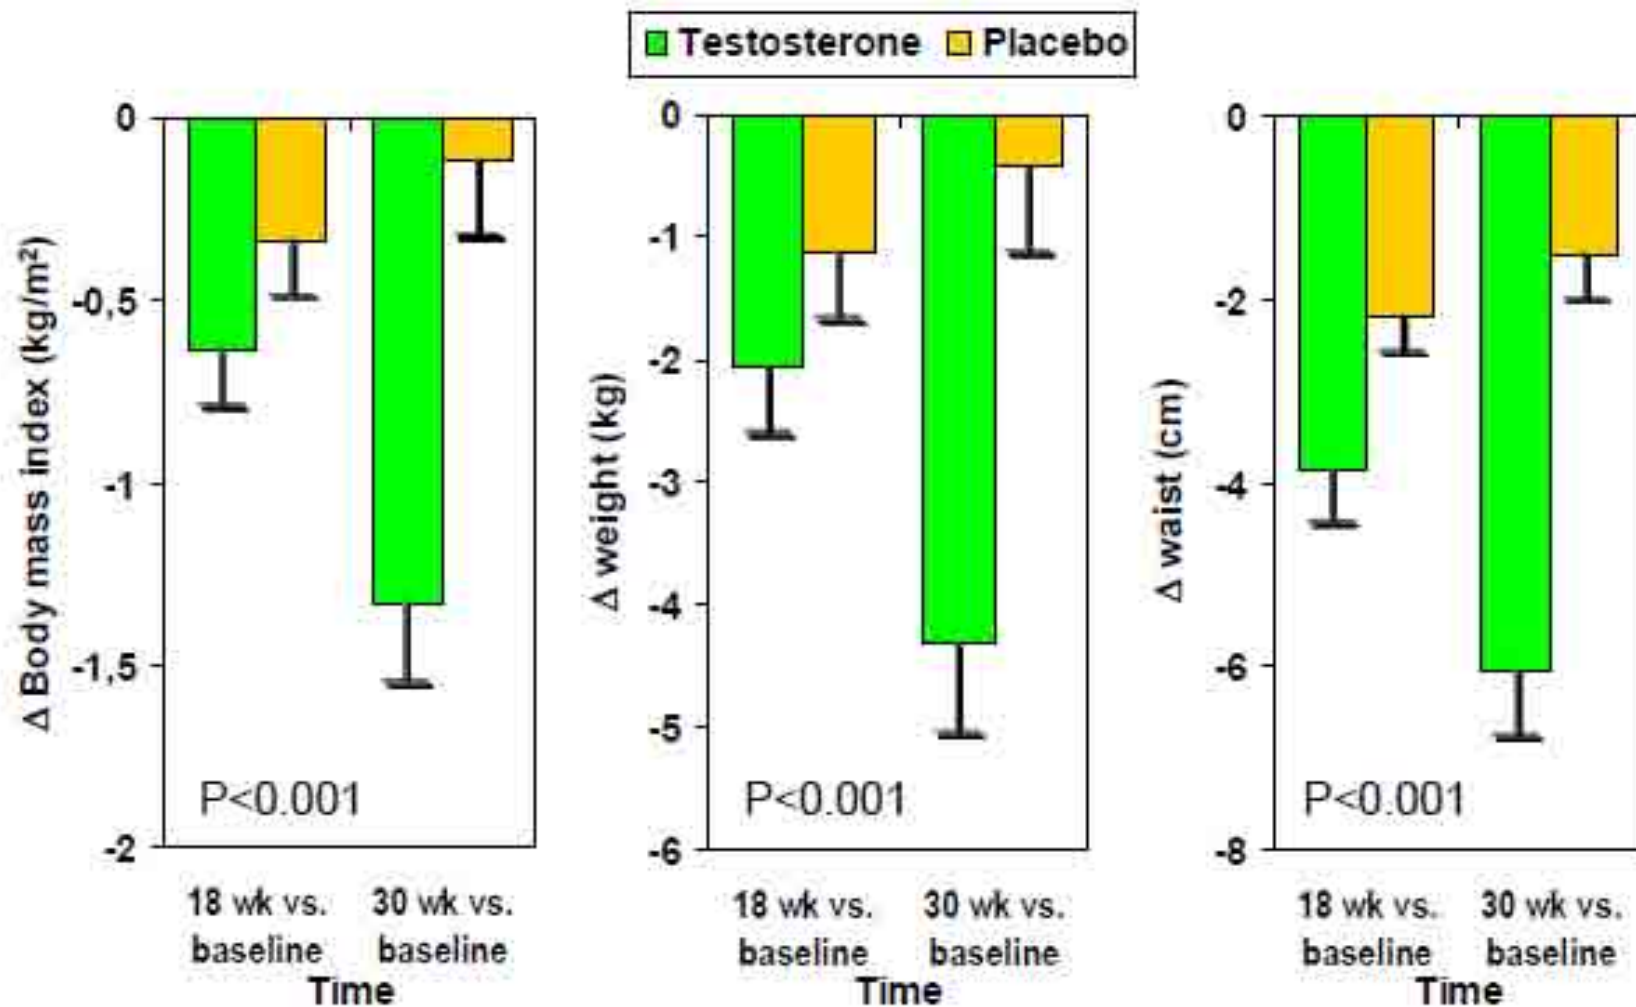 Testosterone Placebo
Δ Body mass index (kg/m²)
0
-0,5
-1
-1,5
-2
P<0.001
18 wk vs. baseline
30 wk vs. baseline
Time
Δ weight (kg)
0
-1
-2
-3
-4
-5
-6
P<0.001
18 wk vs. baseline
30 wk vs. baseline
Time
Δ waist (cm)
0
-2
-4
-6
-8
P<0.001
18 wk vs. baseline
30 wk vs. baseline
Time